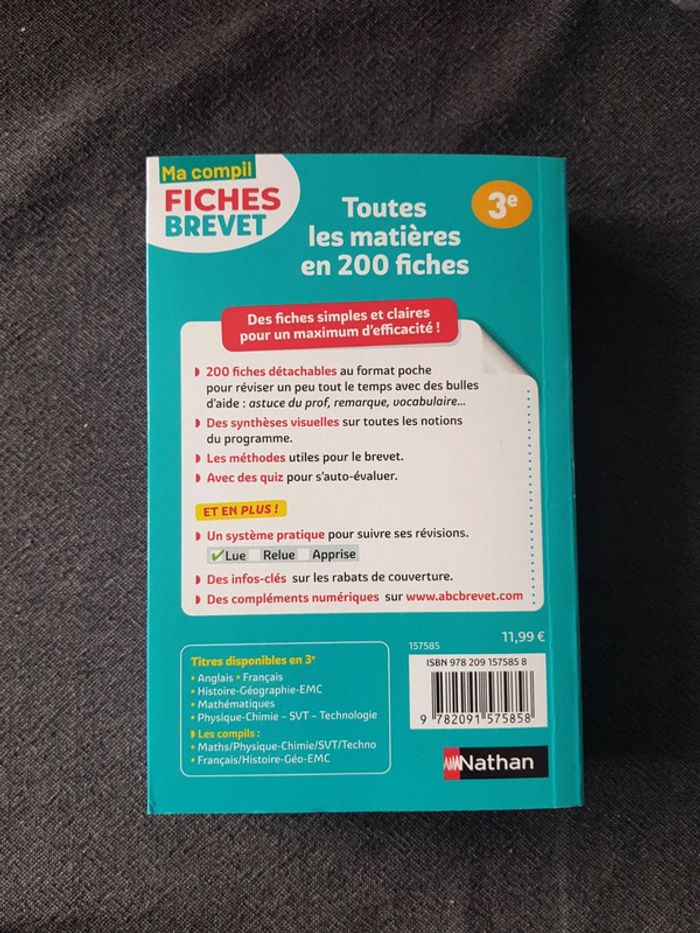 Ma compil
FICHES
BREVET
3e
Toutes
les matières
en 200 fiches
Des fiches simples et claires
pour un maximum d'efficacité !
200 fiches détachables au format poche
pour réviser un peu tout le temps avec des bulles
d'aide : astuce du prof, remarque, vocabulaire...
Des synthèses visuelles sur toutes les notions
du programme.
Les méthodes utiles pour le brevet.
Avec des quiz pour s'auto-évaluer.
ET EN PLUS !
Un système pratique pour suivre ses révisions.
Lue Relue Apprise
Des infos-clés sur les rabats de couverture.
Des compléments numériques sur www.abcbrevet.com
Titres disponibles en 3e
• Anglais • Français
• Histoire-Géographie-EMC
• Mathématiques
• Physique-Chimie – SVT – Technologie
Les compils :
• Maths/Physique-Chimie/SVT/Techno
• Français/Histoire-Géo-EMC
157585
11,99 €
ISBN 978 209 157585 8
9 782091 575858
Nathan